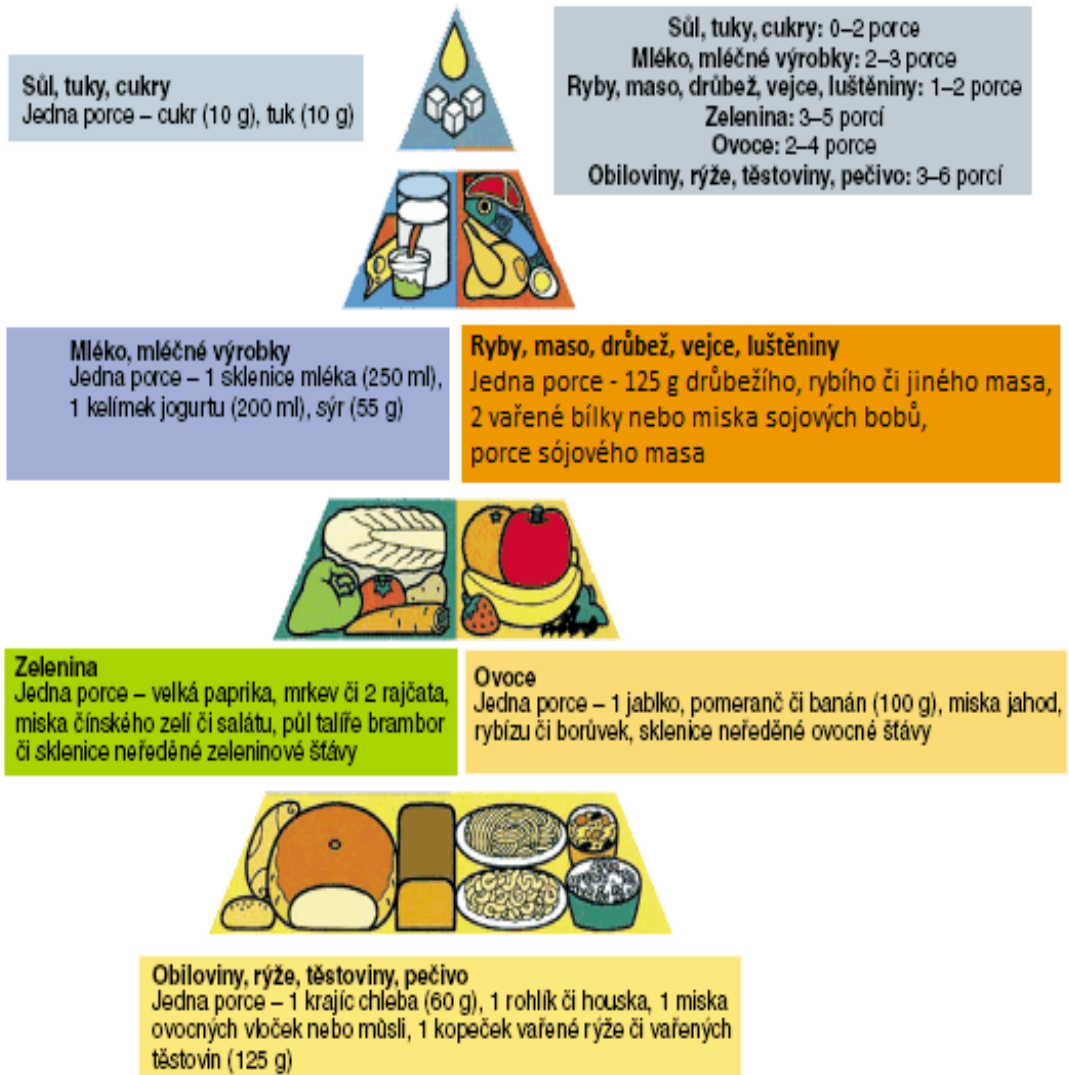 Sůl, tuky, cukry
Jedna porce – cukr (10 g), tuk (10 g)
Sůl, tuky, cukry: 0–2 porce
Mléko, mléčné výrobky: 2–3 porce
Ryby, maso, drůbež, vejce, luštěniny: 1–2 porce
Zelenina: 3–5 porcí
Ovoce: 2–4 porce
Obiloviny, rýže, těstoviny, pečivo: 3–6 porcí
Mléko, mléčné výrobky
Jedna porce – 1 sklenice mléka (250 ml),
1 kelímek jogurtu (200 ml), sýr (55 g)
Ryby, maso, drůbež, vejce, luštěniny
Jedna porce - 125 g drůbežího, rybího či jiného masa,
2 vařené bílky nebo miska sojových bobů,
porce sójového masa
Zelenina
Jedna porce – velká paprika, mrkev či 2 rajčata,
miska čínského zelí či salátu, půl talíře brambor
či sklenice neředěné zeleninové šťávy
Ovoce
Jedna porce – 1 jablko, pomeranč či banán (100 g), miska jahod,
rybízu či borůvek, sklenice neředěné ovocné šťávy
Obiloviny, rýže, těstoviny, pečivo
Jedna porce – 1 krajíc chleba (60 g), 1 rohlík či houska, 1 miska
ovocných vloček nebo műsli, 1 kopeček vařené rýže či vařených
těstovin (125 g)